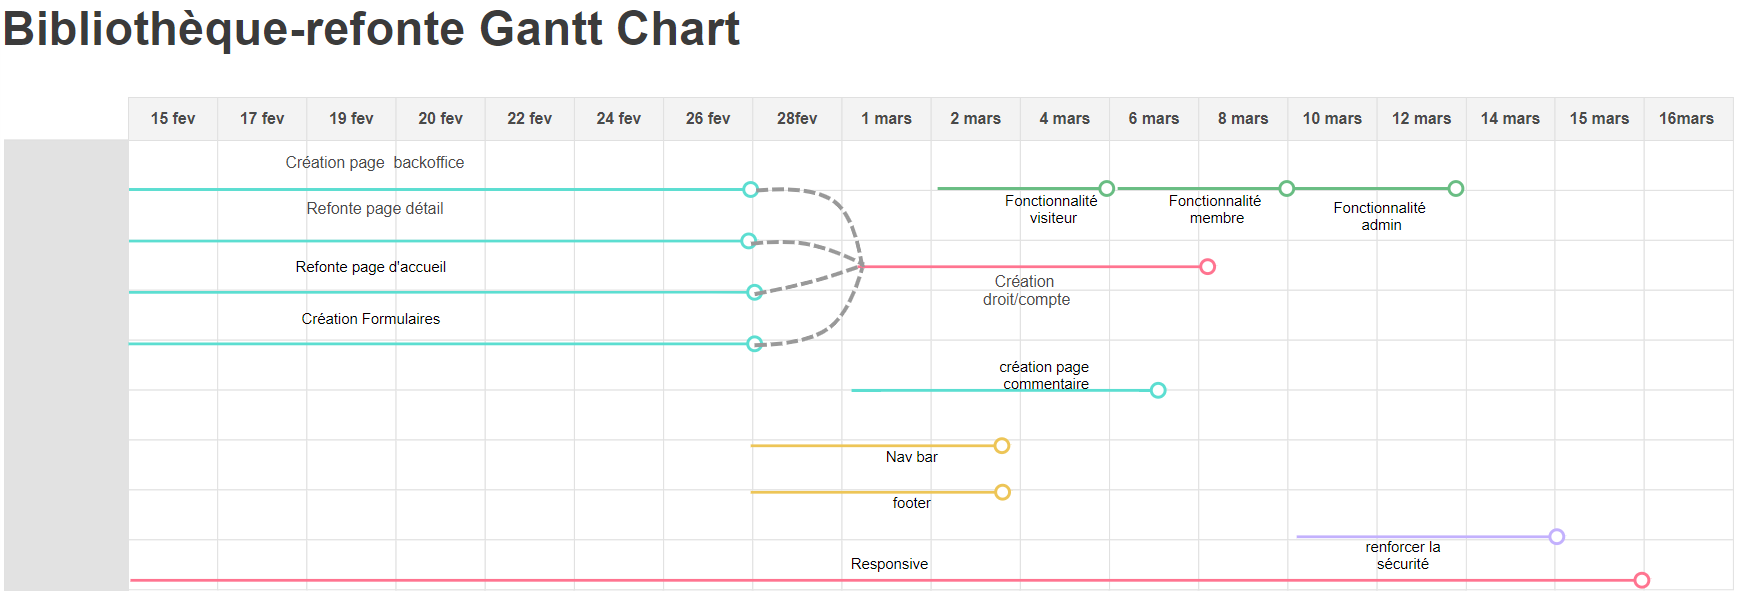 Bibliothèque-refonte Gantt Chart
15 fev 17 fev 19 fev 20 fev 22 fev 24 fev 26 fev 28fev 1 mars 2 mars 4 mars 6 mars 8 mars 10 mars 12 mars 14 mars 15 mars 16mars
Création page backoffice
Fonctionnalité
visiteur
Fonctionnalité
membre
Fonctionnalité
admin
Refonte page détail
Refonte page d'accueil
Création
droit/compte
Création Formulaires
création page
commentaire
Nav bar
footer
renforcer la
sécurité
Responsive